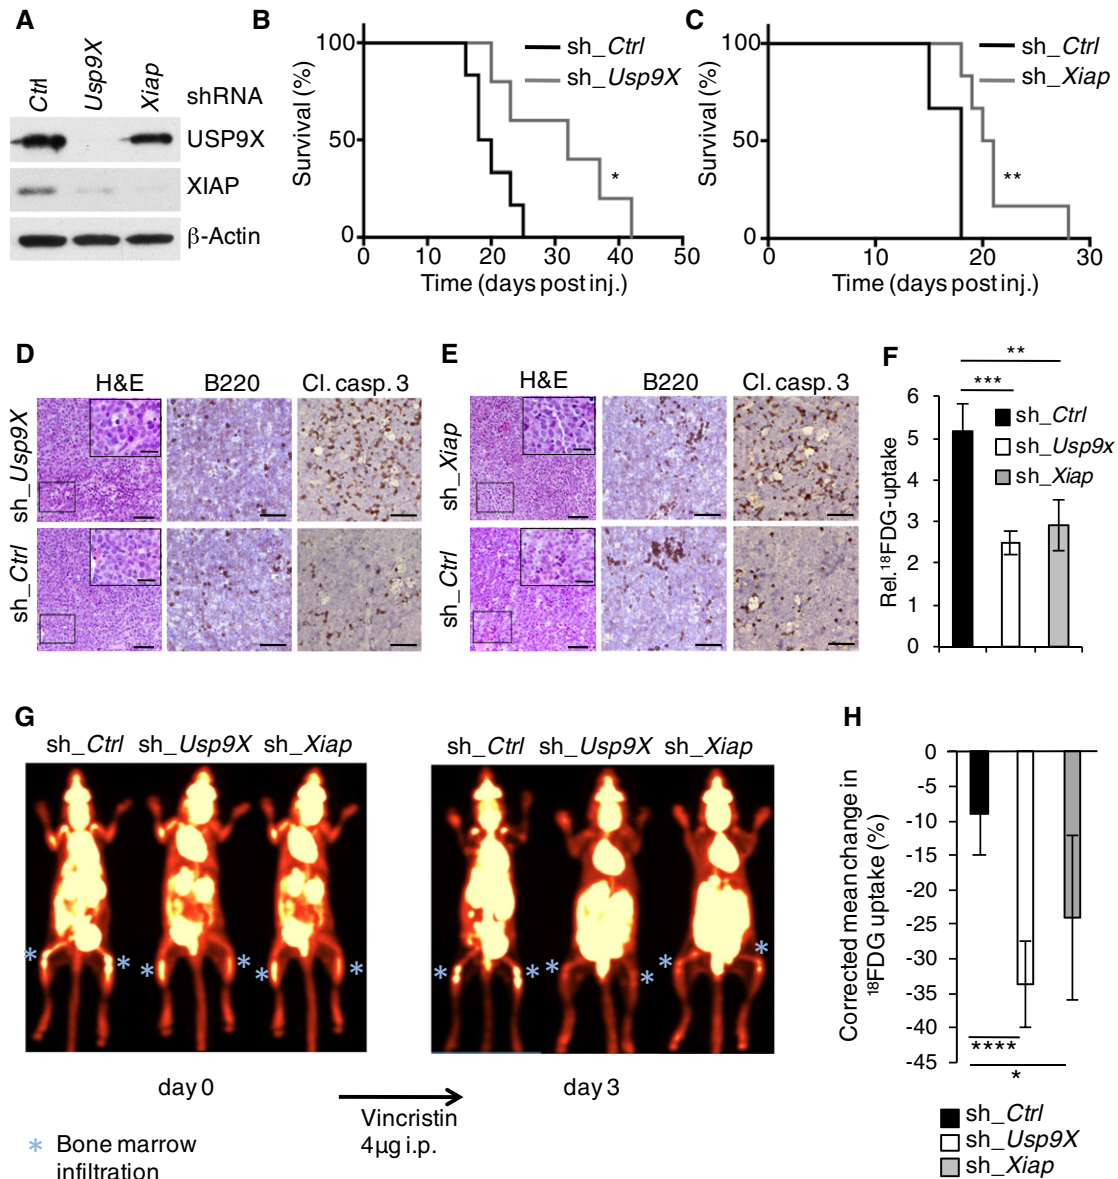 A
Ctrl
Usp9X
Xiap
shRNA
USP9X
XIAP
β-Actin
B
Survival (%)
100
50
0
0 10 20 30 40 50
Time (days post inj.)
sh_Ctrl
sh_Usp9X
*
C
Survival (%)
100
50
0
0 10 20 30
Time (days post inj.)
sh_Ctrl
sh_Xiap
**
D
H&E B220 Cl. casp. 3
sh_Usp9X
sh_Ctrl
E
H&E B220 Cl. casp. 3
sh_Xiap
sh_Ctrl
F
Rel. ¹⁸FDG-uptake
6
5
4
3
2
1
0
**
***
sh_Ctrl
sh_Usp9x
sh_Xiap
G
sh_Ctrl sh_Usp9X sh_Xiap
* * * * * *
day 0
Vincristin
4µg i.p.
sh_Ctrl sh_Usp9X sh_Xiap
* * * * * *
day 3
* Bone marrow
infiltration
H
Corrected mean change in
¹⁸FDG uptake (%)
0
-5
-10
-15
-20
-25
-30
-35
-40
-45
****
*
sh_Ctrl
sh_Usp9X
sh_Xiap